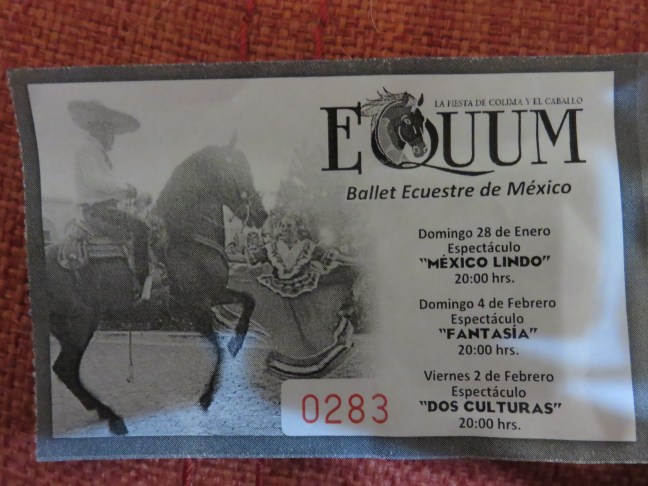 LA FIESTA DE COLIMA Y EL CABALLO
EQUUM
Ballet Ecuestre de México
Domingo 28 de Enero
Espectáculo
"MÉXICO LINDO"
20:00 hrs.
Domingo 4 de Febrero
Espectáculo
"FANTASÍA"
20:00 hrs.
Viernes 2 de Febrero
Espectáculo
"DOS CULTURAS"
20:00 hrs.
0283